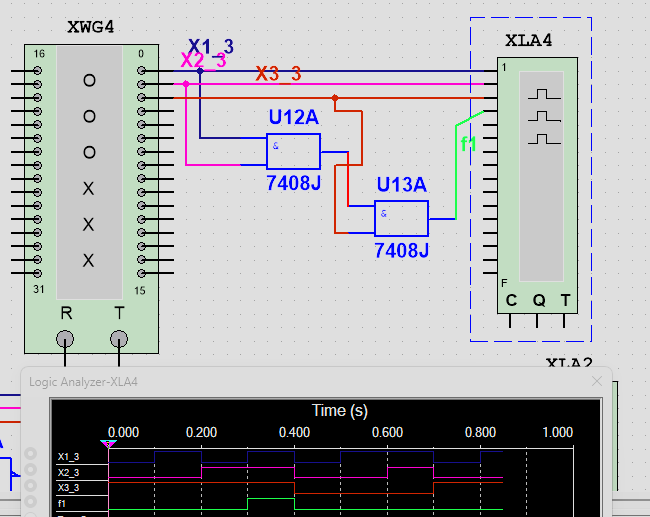 XWG4
X1_3
XLA4
16
0
X2_3
1
X3_3
O
O
U12A
f1
&
O
7408J
U13A
X
&
X
7408J
X
F
31
15
C Q T
R T
XLA2
Logic Analyzer-XLA4
Time (s)
0.000 0.200 0.400 0.600 0.800 1.000
X1_3
X2_3
X3_3
f1